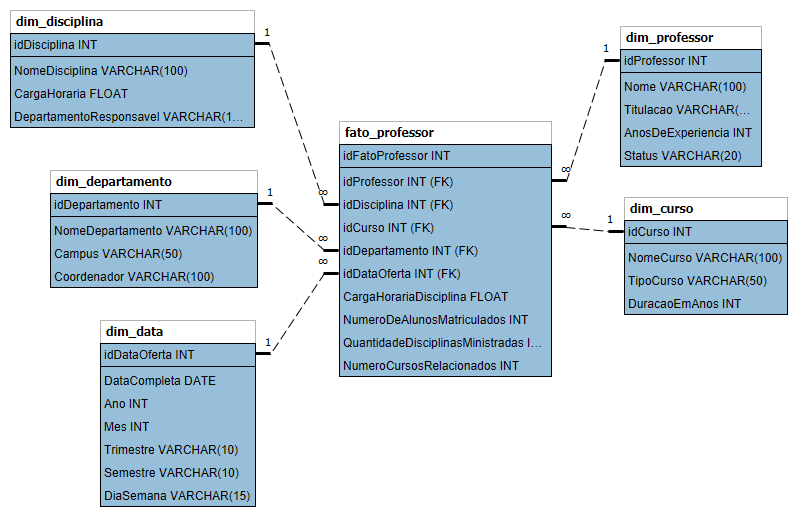 dim_disciplina
idDisciplina INT
NomeDisciplina VARCHAR(100)
CargaHoraria FLOAT
DepartamentoResponsavel VARCHAR(1...
1
∞
dim_departamento
idDepartamento INT
NomeDepartamento VARCHAR(100)
Campus VARCHAR(50)
Coordenador VARCHAR(100)
1
∞
dim_data
idDataOferta INT
DataCompleta DATE
Ano INT
Mes INT
Trimestre VARCHAR(10)
Semestre VARCHAR(10)
DiaSemana VARCHAR(15)
1
∞
fato_professor
idFatoProfessor INT
idProfessor INT (FK)
idDisciplina INT (FK)
idCurso INT (FK)
idDepartamento INT (FK)
idDataOferta INT (FK)
CargaHorariaDisciplina FLOAT
NumeroDeAlunosMatriculados INT
QuantidadeDisciplinasMinistradas I...
NumeroCursosRelacionados INT
dim_professor
idProfessor INT
Nome VARCHAR(100)
Titulacao VARCHAR(...
AnosDeExperiencia INT
Status VARCHAR(20)
1
∞
dim_curso
idCurso INT
NomeCurso VARCHAR(100)
TipoCurso VARCHAR(50)
DuracaoEmAnos INT
1
∞